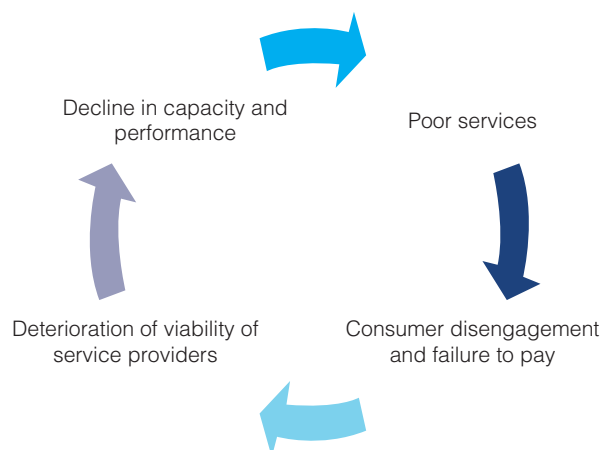 Decline in capacity and
performance
Poor services
Deterioration of viability of
service providers
Consumer disengagement
and failure to pay